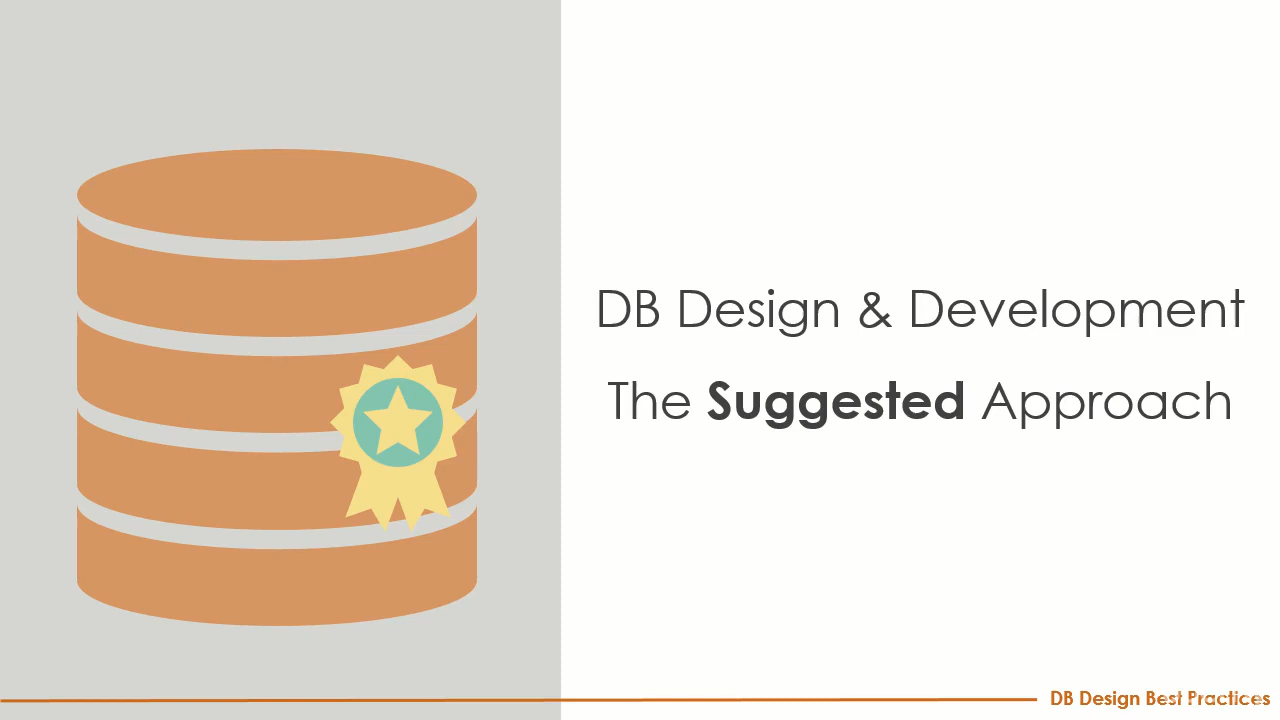 DB Design & Development
The Suggested Approach
DB Design Best Practices